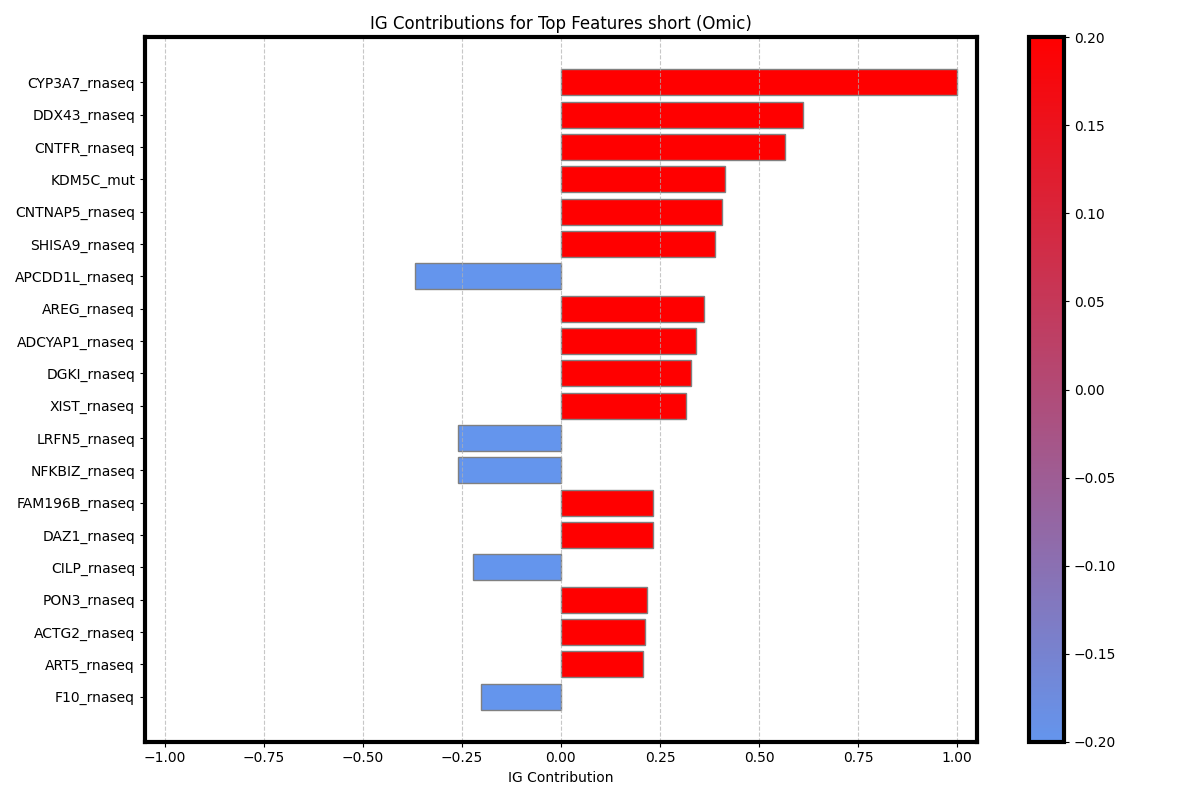 IG Contributions for Top Features short (Omic)
CYP3A7_rnaseq
DDX43_rnaseq
CNTFR_rnaseq
KDM5C_mut
CNTNAP5_rnaseq
SHISA9_rnaseq
APCDD1L_rnaseq
AREG_rnaseq
ADCYAP1_rnaseq
DGKI_rnaseq
XIST_rnaseq
LRFN5_rnaseq
NFKBIZ_rnaseq
FAM196B_rnaseq
DAZ1_rnaseq
CILP_rnaseq
PON3_rnaseq
ACTG2_rnaseq
ART5_rnaseq
F10_rnaseq
−1.00 −0.75 −0.50 −0.25 0.00 0.25 0.50 0.75 1.00
IG Contribution
0.20
0.15
0.10
0.05
0.00
−0.05
−0.10
−0.15
−0.20